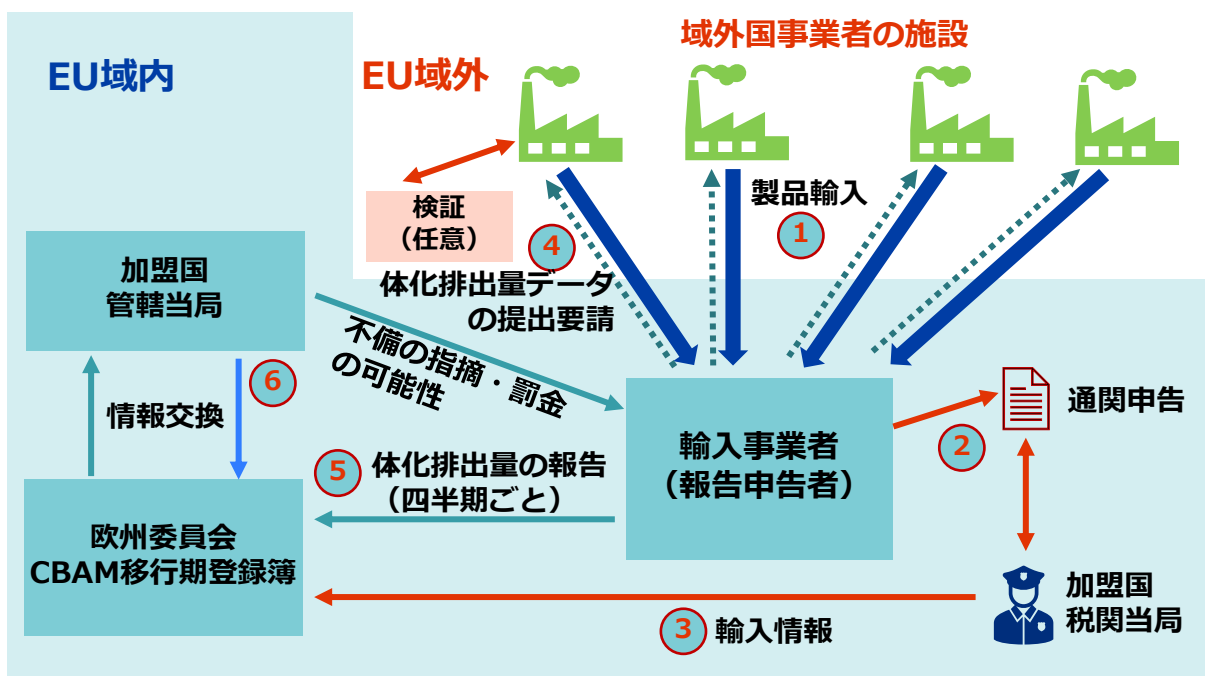 域外国事業者の施設
EU域内
EU域外
製品輸入
1
検証
（任意）
4
体化排出量データ
の提出要請
加盟国
管轄当局
不備の指摘・罰金
の可能性
6
情報交換
通関申告
2
輸入事業者
（報告申告者）
5
体化排出量の報告
（四半期ごと）
欧州委員会
CBAM移行期登録簿
加盟国
税関当局
3
輸入情報